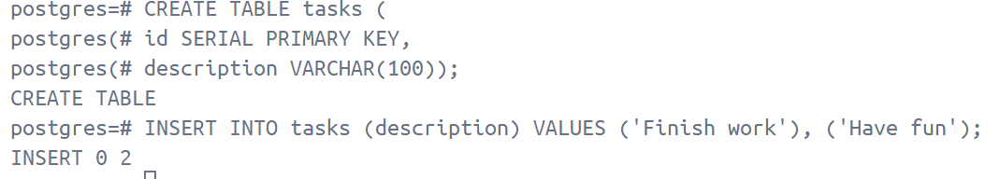 postgres=# CREATE TABLE tasks (
postgres(# id SERIAL PRIMARY KEY,
postgres(# description VARCHAR(100));
CREATE TABLE
postgres=# INSERT INTO tasks (description) VALUES ('Finish work'), ('Have fun');
INSERT 0 2